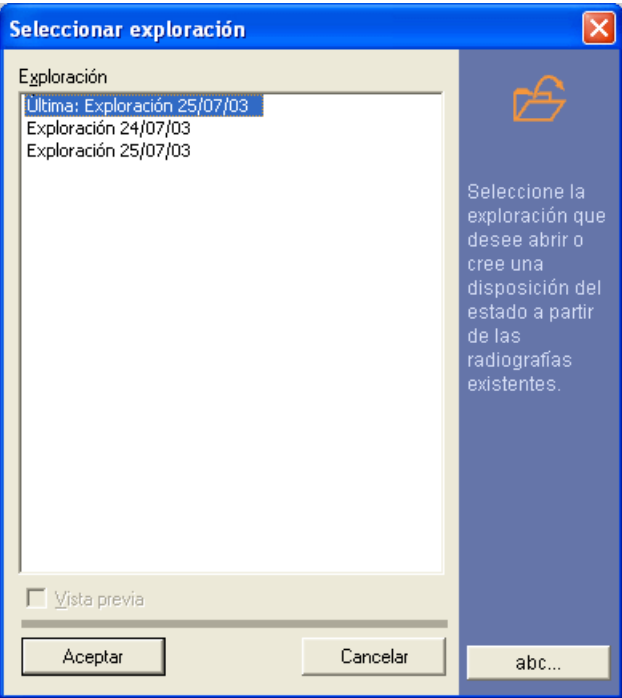 Seleccionar exploración
Exploración
Última: Exploración 25/07/03
Exploración 24/07/03
Exploración 25/07/03
Seleccione la
exploración que
desee abrir o
cree una
disposición del
estado a partir
de las
radiografías
existentes.
Vista previa
Aceptar
Cancelar
abc...